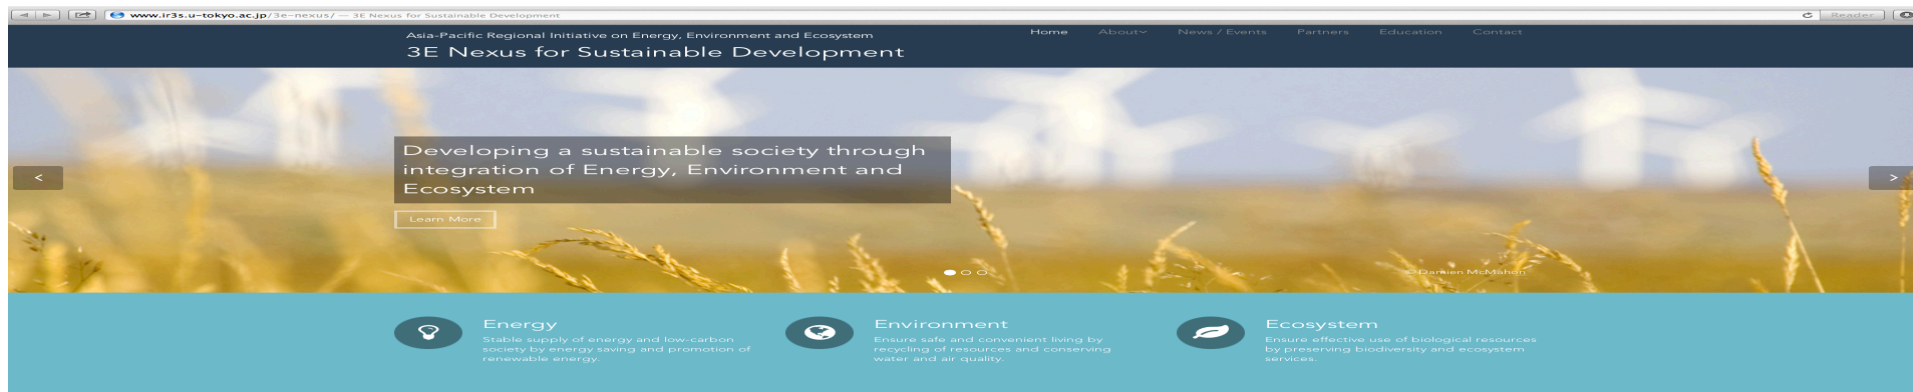 www.ir3s.u-tokyo.ac.jp/3e-nexus/ — 3E Nexus for Sustainable Development
Reader
Asia-Pacific Regional Initiative on Energy, Environment and Ecosystem
3E Nexus for Sustainable Development
Home About News / Events Partners Education Contact
Developing a sustainable society through
integration of Energy, Environment and
Ecosystem
<
>
Learn More
© Damien McMahon
Energy
Stable supply of energy and low-carbon
society by energy saving and promotion of
renewable energy.
Environment
Ensure safe and convenient living by
recycling of resources and conserving
water and air quality.
Ecosystem
Ensure effective use of biological resources
by preserving biodiversity and ecosystem
services.